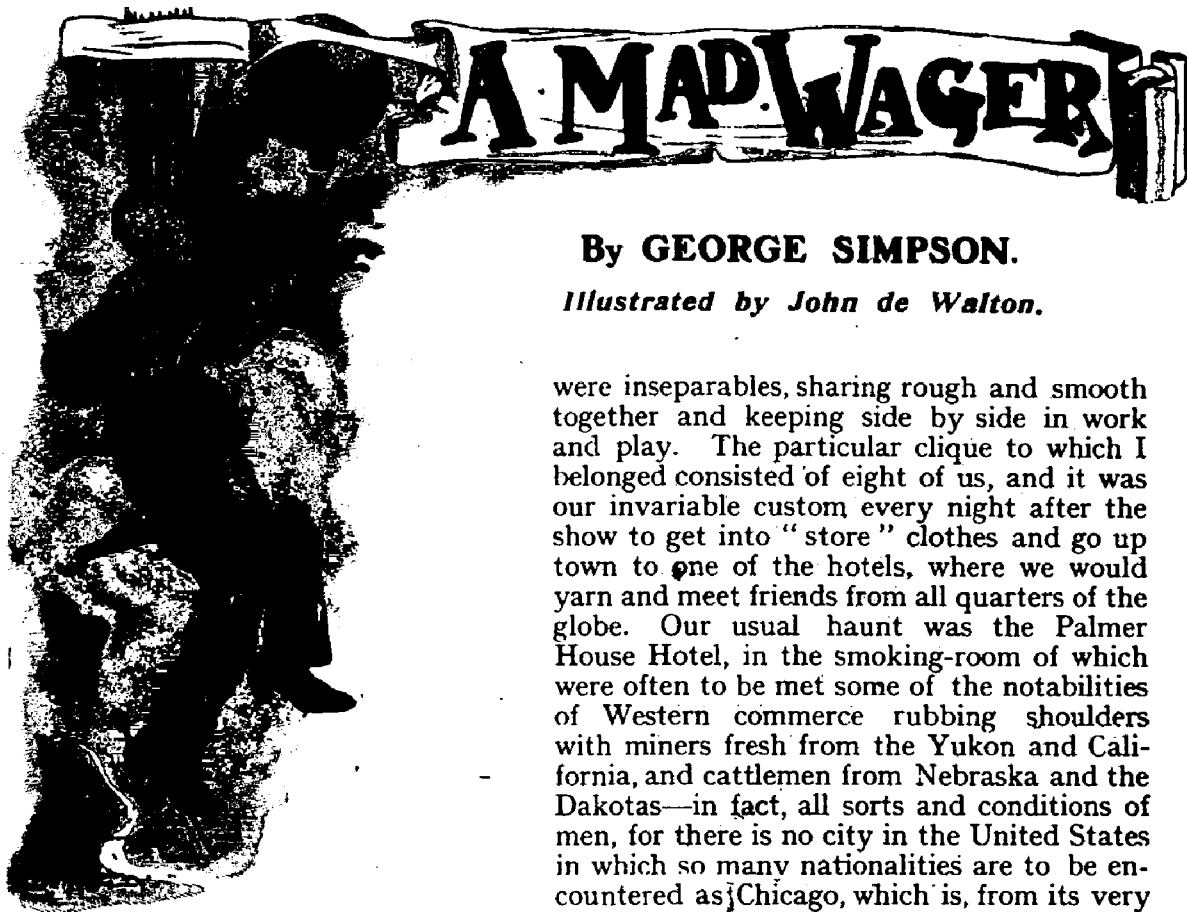 A MAD WAGER
By GEORGE SIMPSON.
Illustrated by John de Walton.
were inseparables, sharing rough and smooth
together and keeping side by side in work
and play. The particular clique to which I
belonged consisted of eight of us, and it was
our invariable custom every night after the
show to get into “ store ” clothes and go up
town to one of the hotels, where we would
yarn and meet friends from all quarters of the
globe. Our usual haunt was the Palmer
House Hotel, in the smoking-room of which
were often to be met some of the notabilities
of Western commerce rubbing shoulders
with miners fresh from the Yukon and Cali-
fornia, and cattlemen from Nebraska and the
Dakotas—in fact, all sorts and conditions of
men, for there is no city in the United States
in which so many nationalities are to be en-
countered as Chicago, which is, from its very